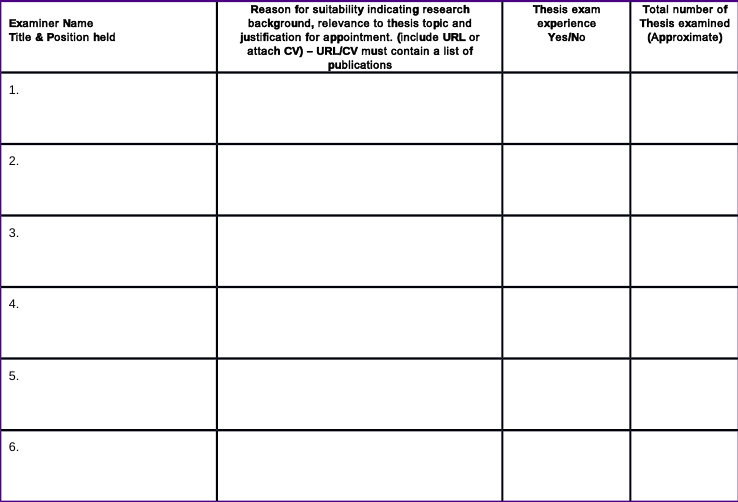 Examiner Name
Title & Position held
Reason for suitability indicating research
background, relevance to thesis topic and
justification for appointment. (include URL or
attach CV) – URL/CV must contain a list of
publications
Thesis exam
experience
Yes/No
Total number of
Thesis examined
(Approximate)
1.
2.
3.
4.
5.
6.